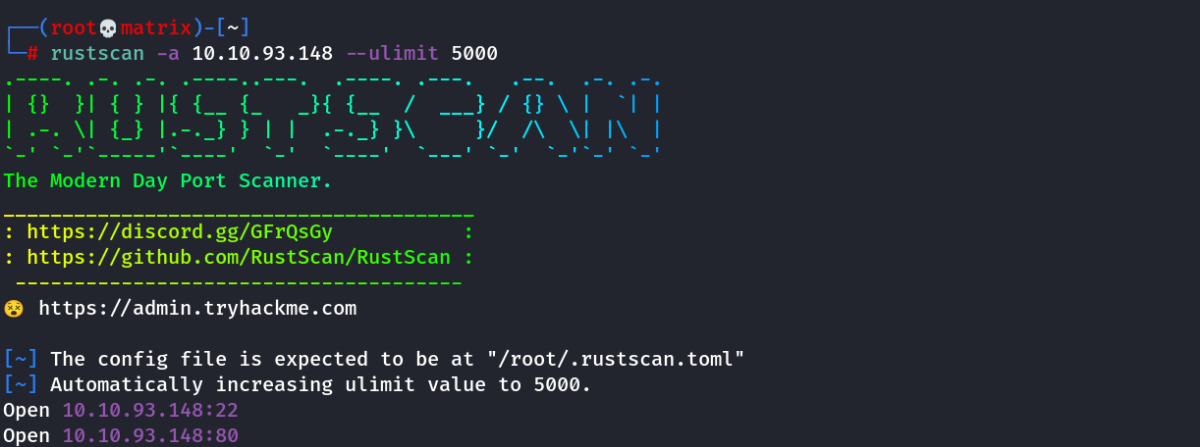 ┌──(root💀matrix)-[~]
└─# rustscan -a 10.10.93.148 --ulimit 5000
.----. .-. .-. .----..---.  .----. .---.   .--.  .-. .-.
| {}  }| { } |{ {__ {_   _}{ {__  /  ___} / {} \ |  `| |
| .-. \| {_} |.-._} } | |  .-._} }\     }/  /\  \| |\  |
`-' `-'`-----'`----'  `-'  `----'  `---' `-'  `-'`-' `-'
The Modern Day Port Scanner.
________________________________________
: https://discord.gg/GFrQsGy           :
: https://github.com/RustScan/RustScan :
 --------------------------------------
😵 https://admin.tryhackme.com
[~] The config file is expected to be at "/root/.rustscan.toml"
[~] Automatically increasing ulimit value to 5000.
Open 10.10.93.148:22
Open 10.10.93.148:80